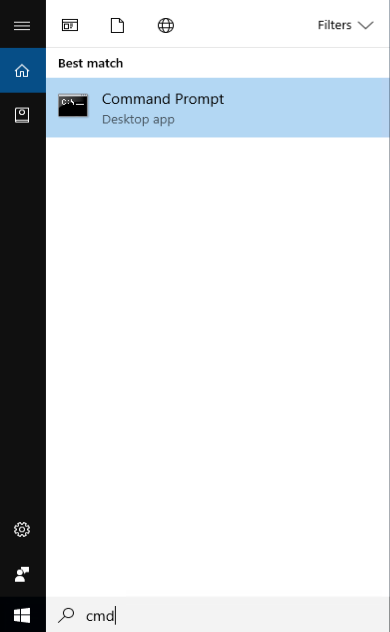 Filters
Best match
C:\
Command Prompt
Desktop app
cmd